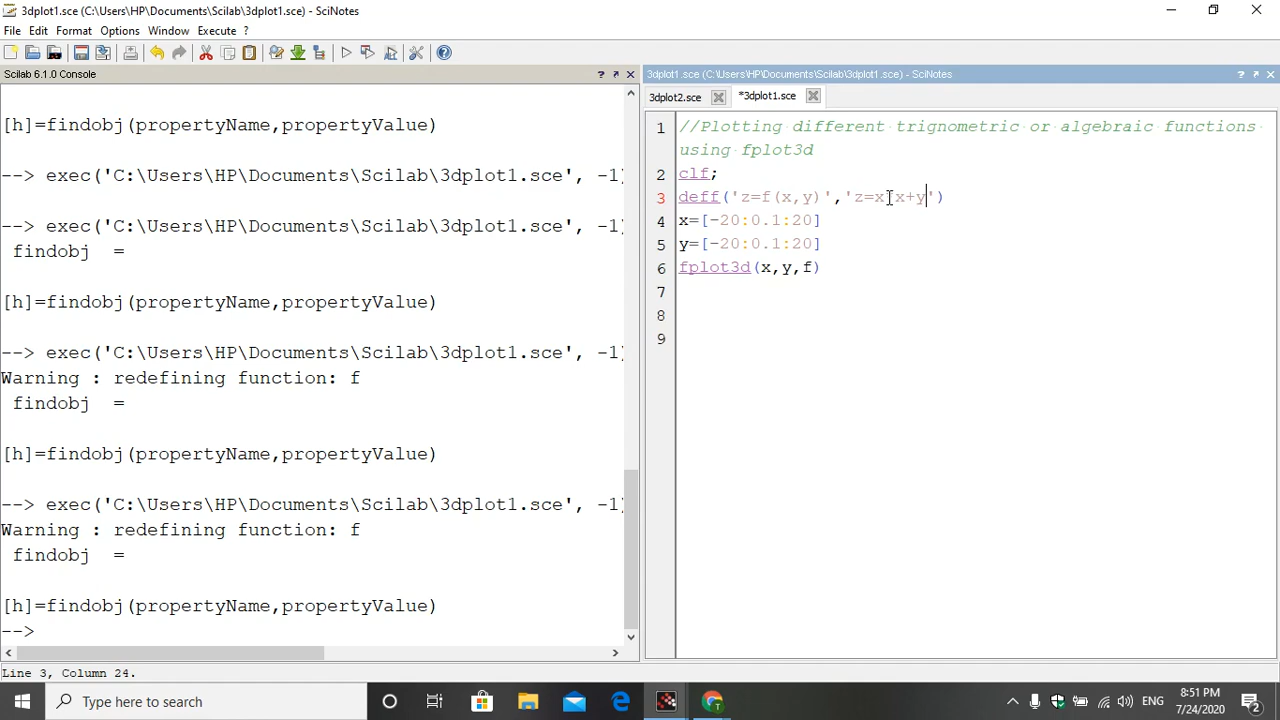 3dplot1.sce (C:\Users\HP\Documents\Scilab\3dplot1.sce) - SciNotes
File Edit Format Options Window Execute ?
Scilab 6.1.0 Console
[h]=findobj(propertyName,propertyValue)
--> exec('C:\Users\HP\Documents\Scilab\3dplot1.sce', -1)
--> exec('C:\Users\HP\Documents\Scilab\3dplot1.sce', -1)
findobj =
[h]=findobj(propertyName,propertyValue)
--> exec('C:\Users\HP\Documents\Scilab\3dplot1.sce', -1)
Warning : redefining function: f
findobj =
[h]=findobj(propertyName,propertyValue)
--> exec('C:\Users\HP\Documents\Scilab\3dplot1.sce', -1)
Warning : redefining function: f
findobj =
[h]=findobj(propertyName,propertyValue)
-->
3dplot1.sce (C:\Users\HP\Documents\Scilab\3dplot1.sce) - SciNotes
3dplot2.sce *3dplot1.sce
1 //Plotting different trignometric or algebraic functions
using fplot3d
2 clf;
3 deff('z=f(x,y)','z=x x+y')
4 x=[-20:0.1:20]
5 y=[-20:0.1:20]
6 fplot3d(x,y,f)
7
8
9
Line 3, Column 24.
Type here to search
ENG
8:51 PM
7/24/2020
2